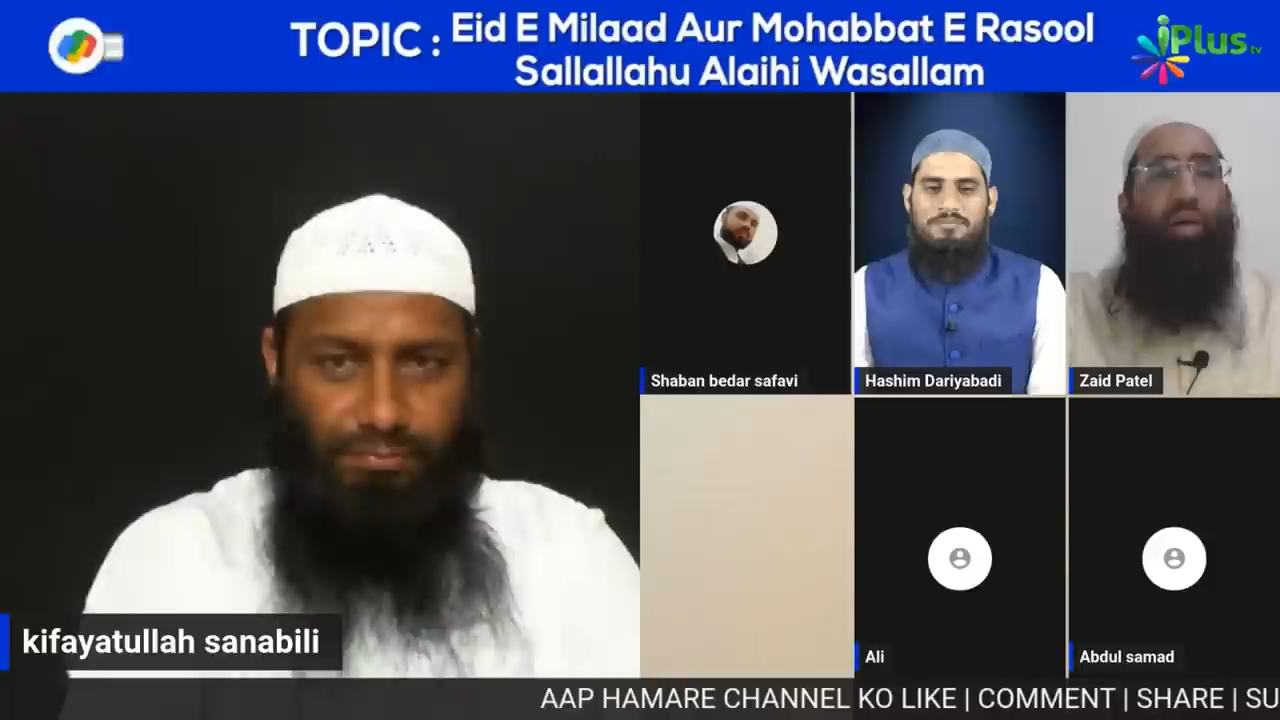 TOPIC : Eid E Milaad Aur Mohabbat E Rasool
Sallallahu Alaihi Wasallam
iPlus tv
Shaban bedar safavi
Hashim Dariyabadi
Zaid Patel
kifayatullah sanabili
Ali
Abdul samad
AAP HAMARE CHANNEL KO LIKE | COMMENT | SHARE | SU